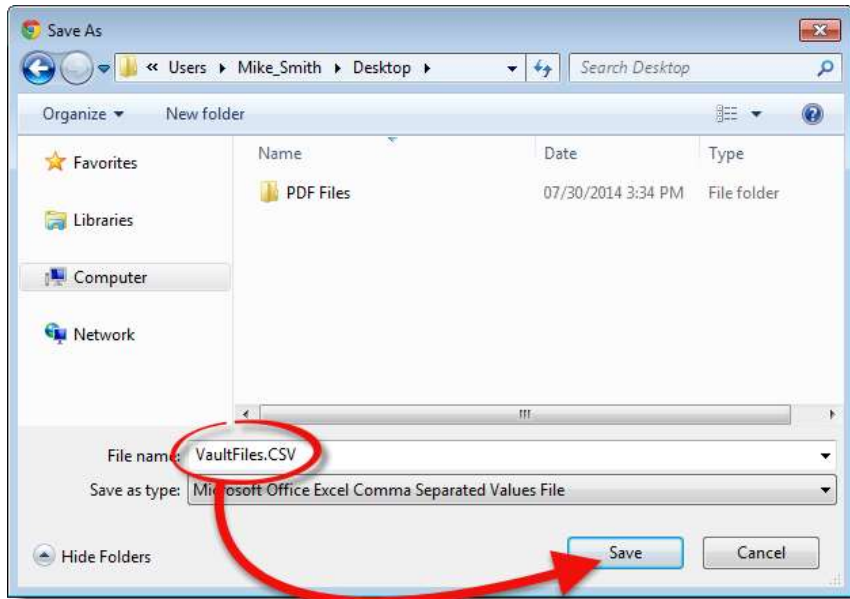 Save As
« Users Mike_Smith Desktop Search Desktop
Organize New folder
Favorites
Libraries
Computer
Network
Name Date Type
PDF Files 07/30/2014 3:34 PM File folder
File name: VaultFiles.CSV
Save as type: Microsoft Office Excel Comma Separated Values File
Hide Folders Save Cancel